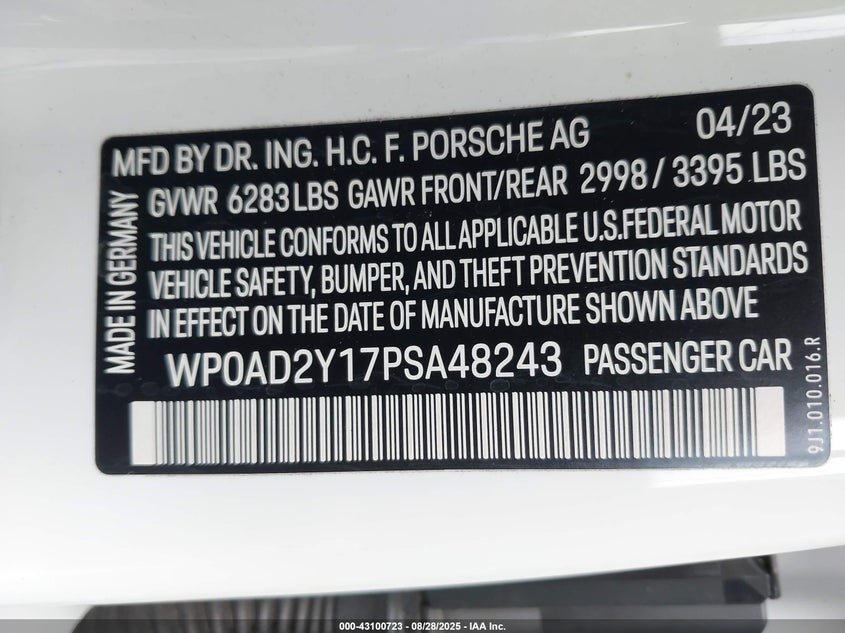 MFD BY DR. ING. H.C. F. PORSCHE AG 04/23
GVWR 6283 LBS GAWR FRONT/REAR 2998 / 3395 LBS
THIS VEHICLE CONFORMS TO ALL APPLICABLE U.S.FEDERAL MOTOR
VEHICLE SAFETY, BUMPER, AND THEFT PREVENTION STANDARDS
IN EFFECT ON THE DATE OF MANUFACTURE SHOWN ABOVE
WP0AD2Y17PSA48243 PASSENGER CAR
MADE IN GERMANY
9J1.010.016.R
000-43100723 | 08/28/2025 - IAA Inc.